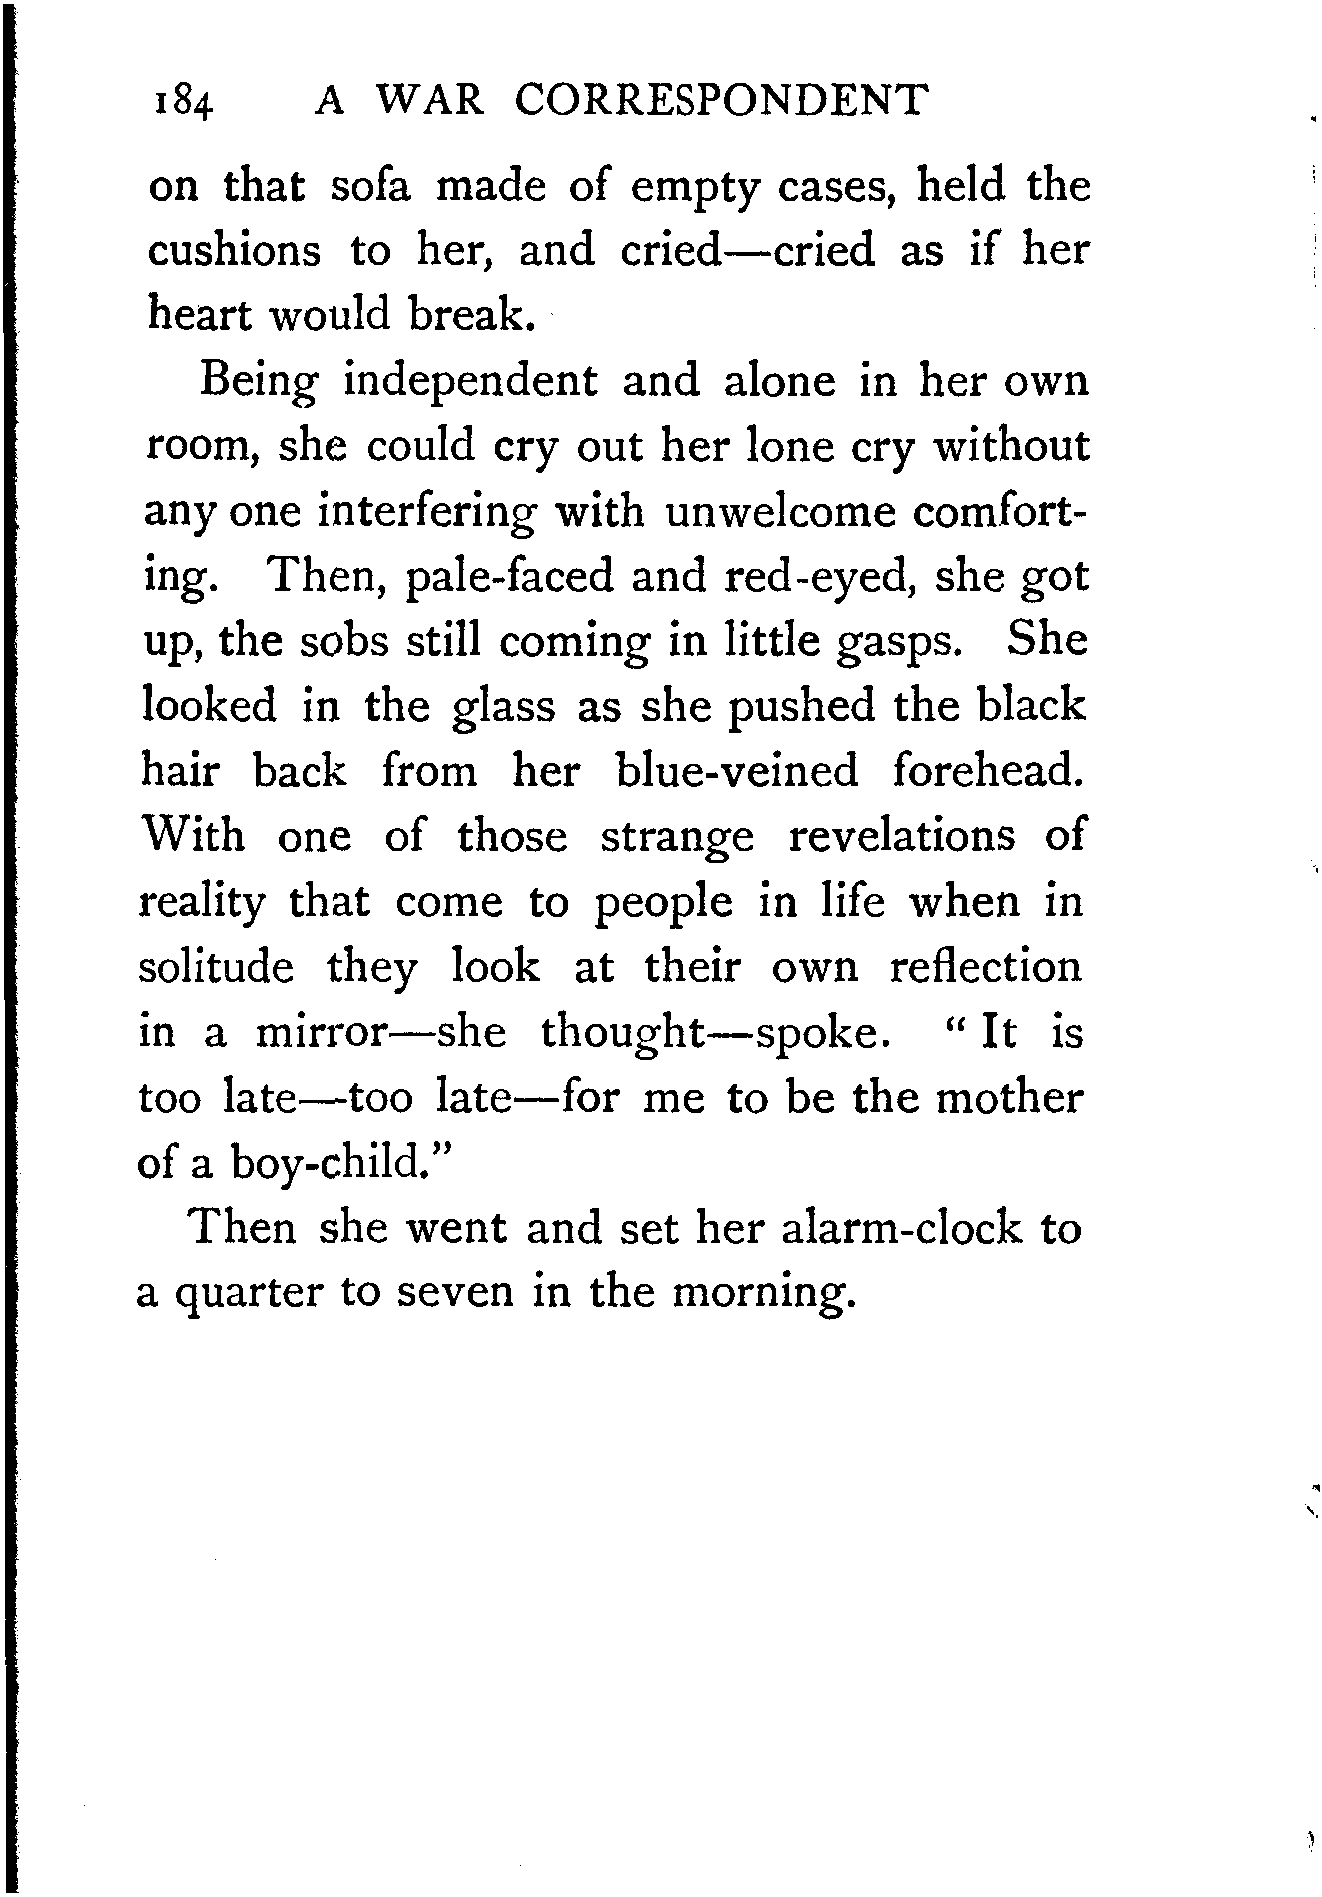 184 A WAR CORRESPONDENT
on that sofa made of empty cases, held the
cushions to her, and cried—cried as if her
heart would break.
Being independent and alone in her own
room, she could cry out her lone cry without
any one interfering with unwelcome comfort-
ing. Then, pale-faced and red-eyed, she got
up, the sobs still coming in little gasps. She
looked in the glass as she pushed the black
hair back from her blue-veined forehead.
With one of those strange revelations of
reality that come to people in life when in
solitude they look at their own reflection
in a mirror—she thought—spoke. “ It is
too late—too late—for me to be the mother
of a boy-child.”
Then she went and set her alarm-clock to
a quarter to seven in the morning.